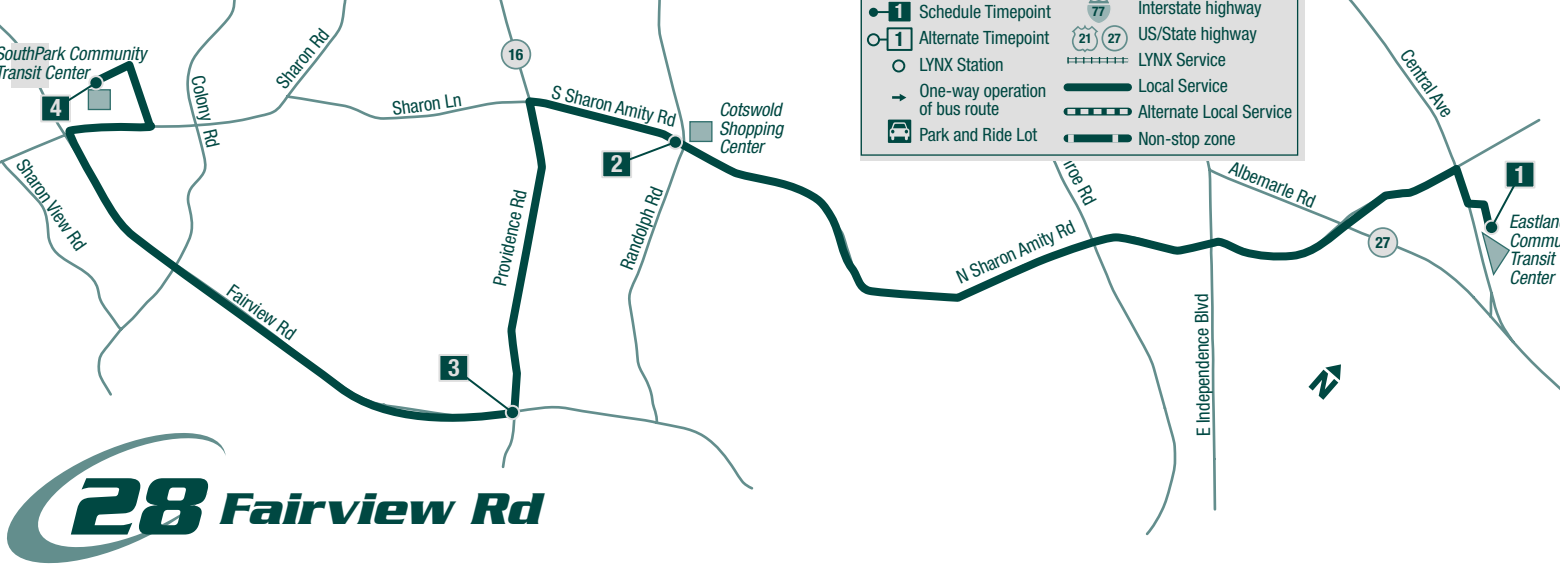 SouthPark Community
Transit Center
4
Colony Rd
Sharon Rd
16
Sharon Ln
S Sharon Amity Rd
Cotswold
Shopping
Center
2
Sharon View Rd
Providence Rd
Randolph Rd
Fairview Rd
3
1 Schedule Timepoint
1 Alternate Timepoint
LYNX Station
One-way operation
of bus route
Park and Ride Lot
77 Interstate highway
21 27 US/State highway
LYNX Service
Local Service
Alternate Local Service
Non-stop zone
Central Ave
Rd
Albemarle Rd
1
27
Transit
Center
N Sharon Amity Rd
E Independence Blvd
N
28 Fairview Rd